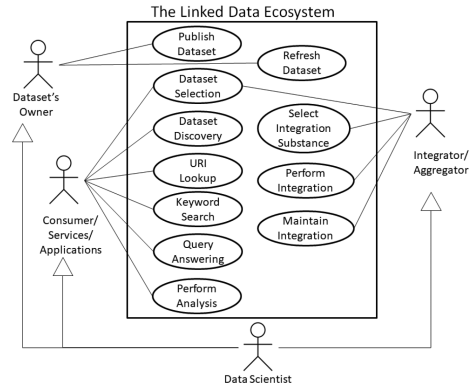 The Linked Data Ecosystem
Publish
Dataset
Refresh
Dataset
Dataset's
Owner
Dataset
Selection
Dataset
Discovery
Select
Integration
Substance
Integrator/
Aggregator
URI
Lookup
Perform
Integration
Consumer/
Services/
Applications
Keyword
Search
Maintain
Integration
Query
Answering
Perform
Analysis
Data Scientist